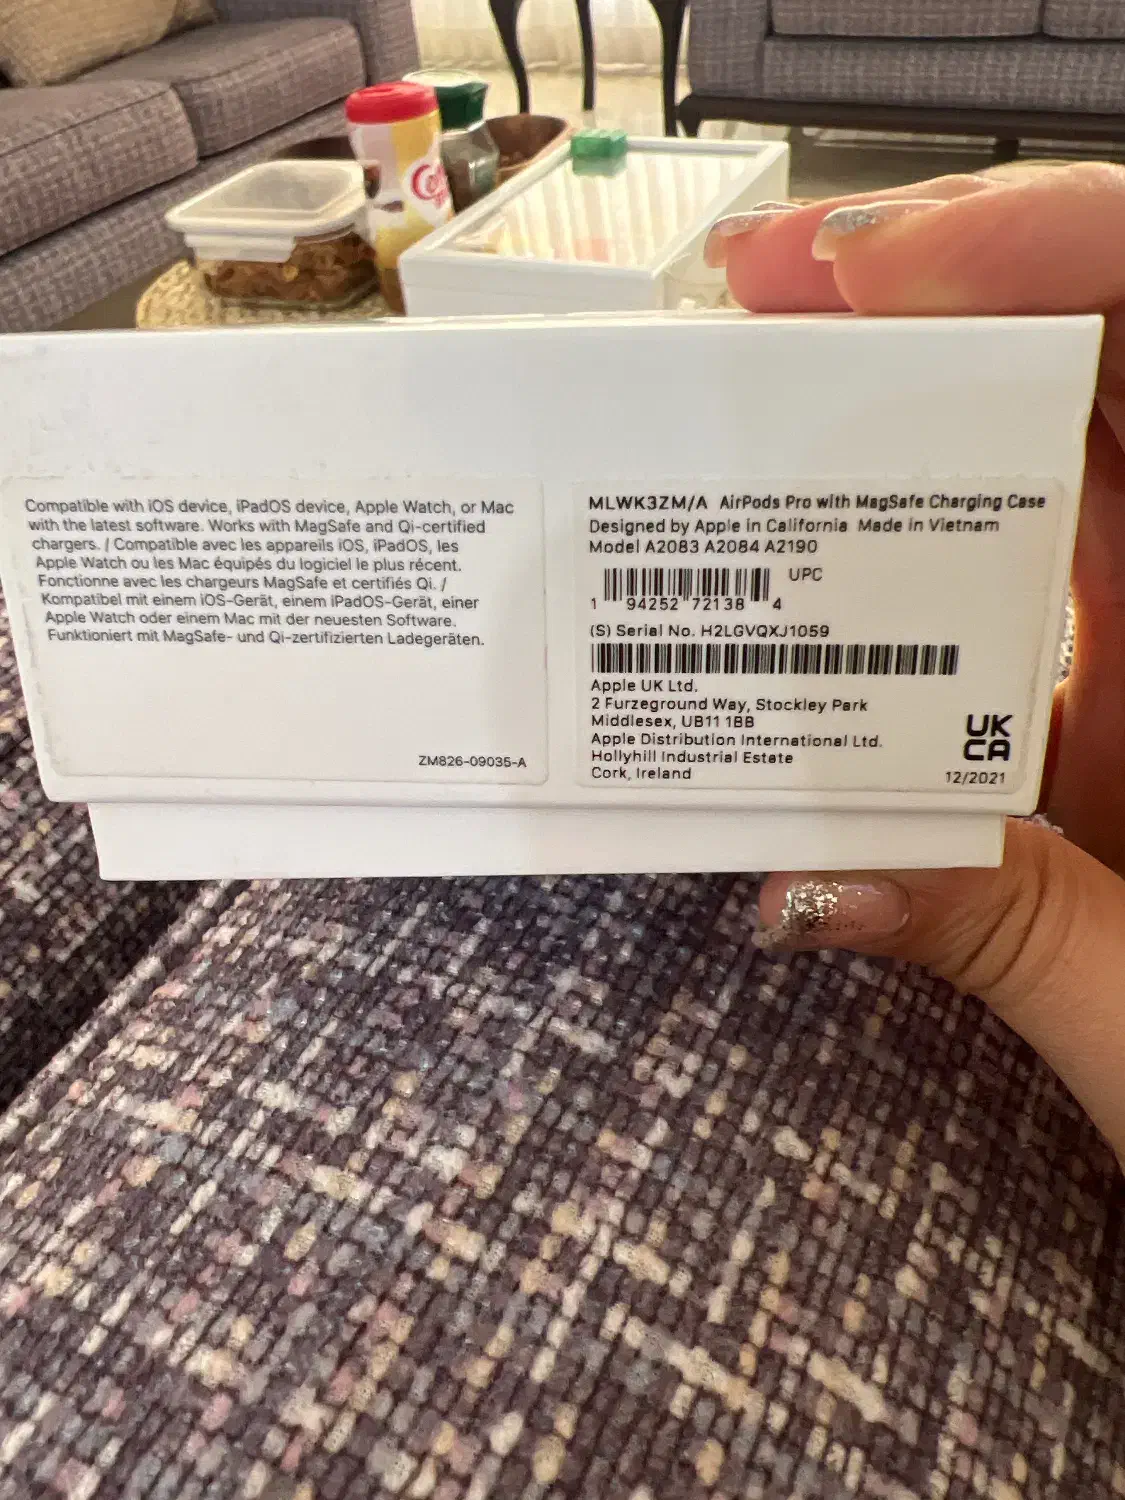 Compatible with iOS device, iPadOS device, Apple Watch, or Mac
with the latest software. Works with MagSafe and Qi-certified
chargers. / Compatible avec les appareils iOS, iPadOS, les
Apple Watch ou les Mac équipés du logiciel le plus récent.
Fonctionne avec les chargeurs MagSafe et certifiés Qi. /
Kompatibel mit einem iOS-Gerät, einem iPadOS-Gerät, einer
Apple Watch oder einem Mac mit der neuesten Software.
Funktioniert mit MagSafe- und Qi-zertifizierten Ladegeräten.
ZM826-09035-A
MLWK3ZM/A AirPods Pro with MagSafe Charging Case
Designed by Apple in California Made in Vietnam
Model A2083 A2084 A2190
UPC
1 94252 72138 4
(S) Serial No. H2LGVQXJ1059
Apple UK Ltd.
2 Furzeground Way, Stockley Park
Middlesex, UB11 1BB
Apple Distribution International Ltd.
Hollyhill Industrial Estate
Cork, Ireland
UK
CA
12/2021